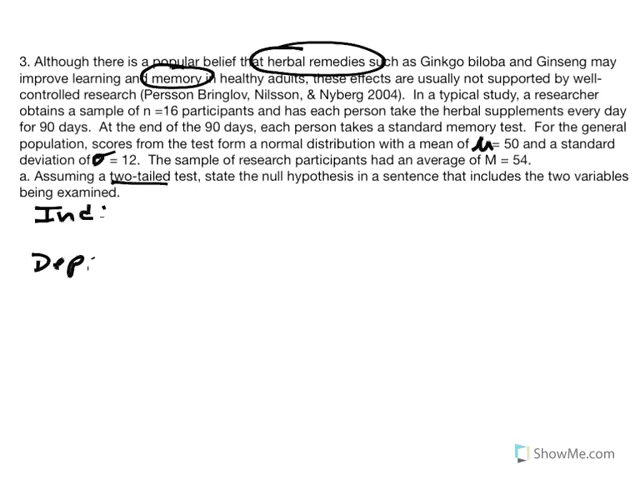 3. Although there is a popular belief that herbal remedies such as Ginkgo biloba and Ginseng may
improve learning and memory in healthy adults, these effects are usually not supported by well-
controlled research (Persson Bringlov, Nilsson, & Nyberg 2004). In a typical study, a researcher
obtains a sample of n =16 participants and has each person take the herbal supplements every day
for 90 days. At the end of the 90 days, each person takes a standard memory test. For the general
population, scores from the test form a normal distribution with a mean of μ= 50 and a standard
deviation of σ = 12. The sample of research participants had an average of M = 54.
a. Assuming a two-tailed test, state the null hypothesis in a sentence that includes the two variables
being examined.
Ind:
Dep:
ShowMe.com